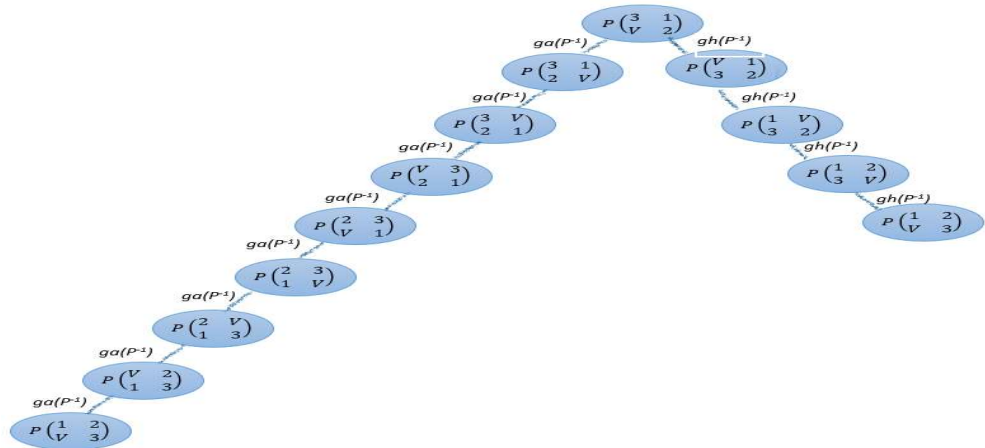 P (3 1
V 2)
ga(P⁻¹) gh(P⁻¹)
P (3 1
2 V)
P (V 1
3 2)
ga(P⁻¹) gh(P⁻¹)
P (3 V
2 1)
P (1 V
3 2)
ga(P⁻¹) gh(P⁻¹)
P (V 3
2 1)
P (1 2
3 V)
ga(P⁻¹) gh(P⁻¹)
P (2 3
V 1)
P (1 2
V 3)
ga(P⁻¹)
P (2 3
1 V)
ga(P⁻¹)
P (2 V
1 3)
ga(P⁻¹)
P (V 2
1 3)
ga(P⁻¹)
P (1 2
V 3)